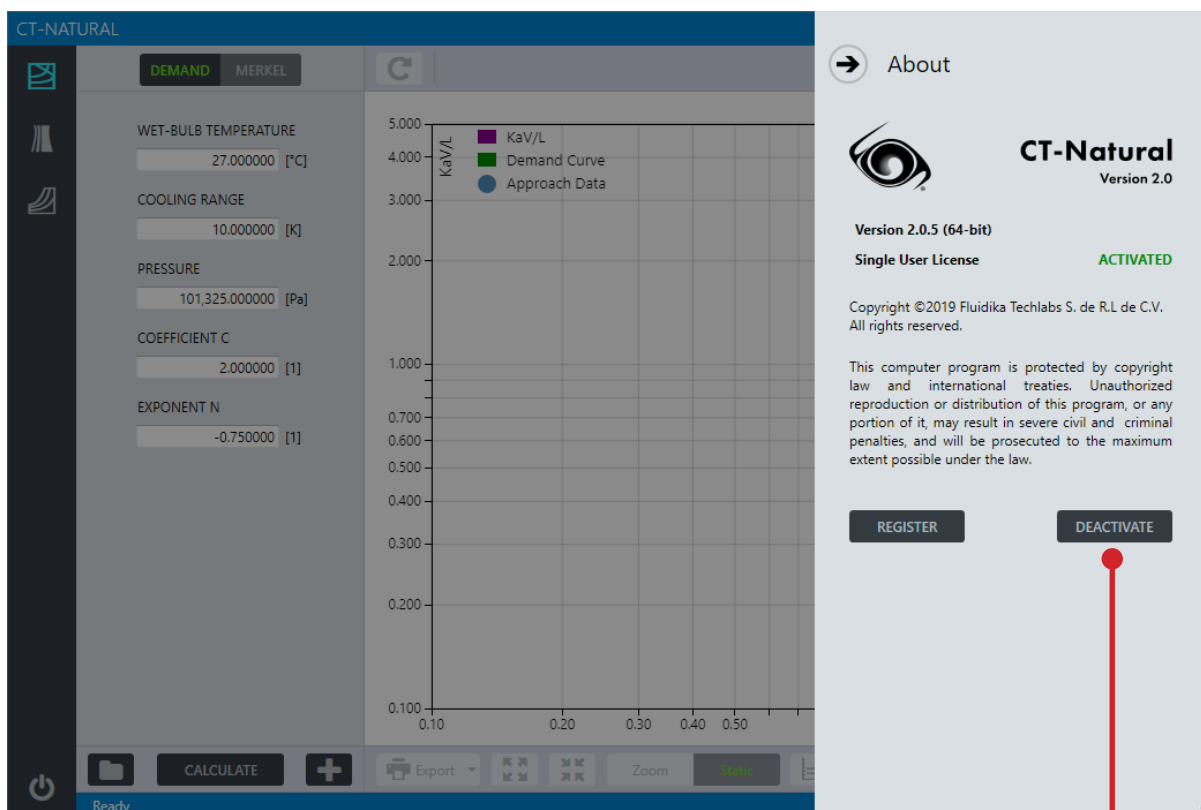 CT-NATURAL
DEMAND MERKEL
WET-BULB TEMPERATURE
27.000000 [°C]
COOLING RANGE
10.000000 [K]
PRESSURE
101,325.000000 [Pa]
COEFFICIENT C
2.000000 [1]
EXPONENT N
-0.750000 [1]
CALCULATE
Ready
KaV/L
KaV/L
Demand Curve
Approach Data
5.000
4.000
3.000
2.000
1.000
0.700
0.600
0.500
0.400
0.300
0.200
0.100
0.10 0.20 0.30 0.40 0.50
Export Zoom Static
About
CT-Natural
Version 2.0
Version 2.0.5 (64-bit)
Single User License ACTIVATED
Copyright ©2019 Fluidika Techlabs S. de R.L de C.V.
All rights reserved.
This computer program is protected by copyright
law and international treaties. Unauthorized
reproduction or distribution of this program, or any
portion of it, may result in severe civil and criminal
penalties, and will be prosecuted to the maximum
extent possible under the law.
REGISTER DEACTIVATE